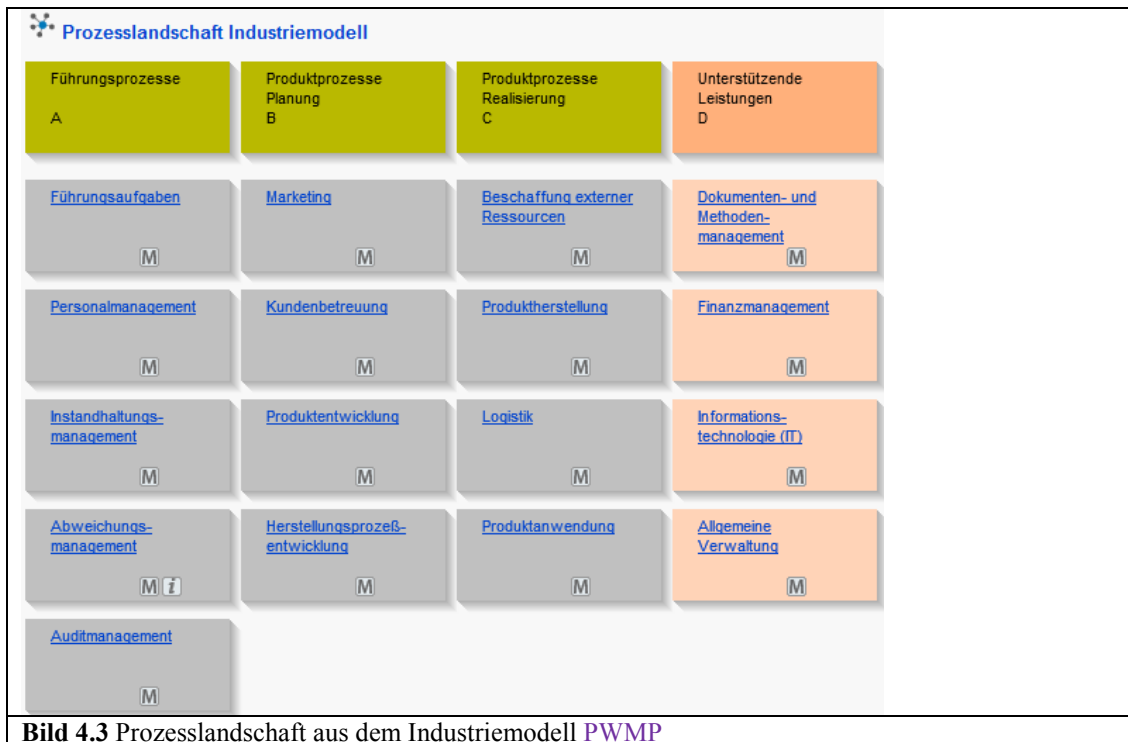 Prozesslandschaft Industriemodell
Führungsprozesse
A
Produktprozesse
Planung
B
Produktprozesse
Realisierung
C
Unterstützende
Leistungen
D
Führungsaufgaben
M
Marketing
M
Beschaffung externer
Ressourcen
M
Dokumenten- und
Methoden-
management
M
Personalmanagement
M
Kundenbetreuung
M
Produktherstellung
M
Finanzmanagement
M
Instandhaltungs-
management
M
Produktentwicklung
M
Logistik
M
Informations-
technologie (IT)
M
Abweichungs-
management
M i
Herstellungsprozeß-
entwicklung
M
Produktanwendung
M
Allgemeine
Verwaltung
M
Auditmanagement
M
Bild 4.3 Prozesslandschaft aus dem Industriemodell PWMP